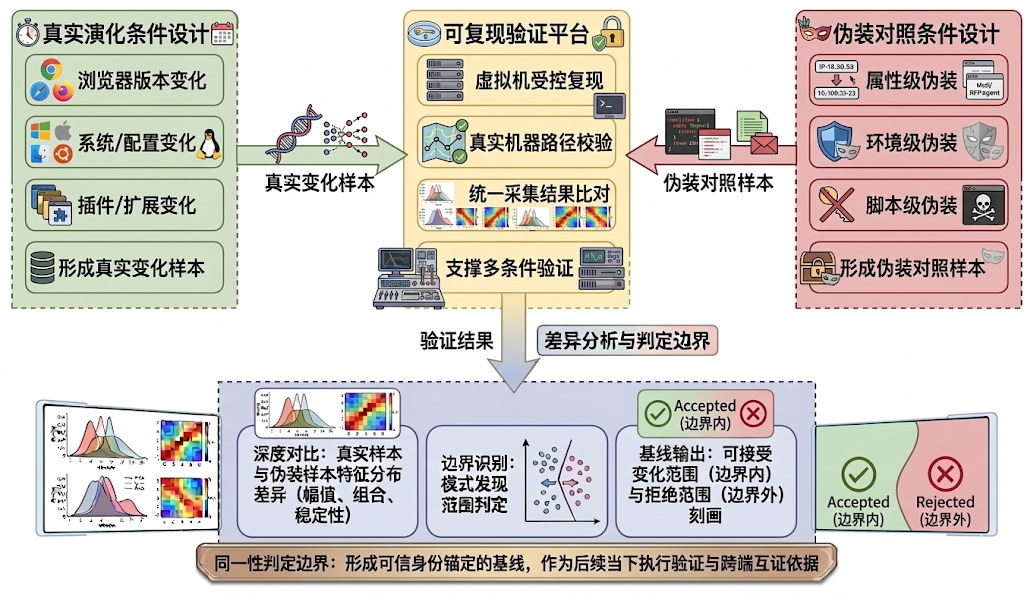 真实演化条件设计
浏览器版本变化
系统/配置变化
插件/扩展变化
形成真实变化样本
真实变化样本
可复现验证平台
虚拟机受控复现
真实机器路径校验
统一采集结果比对
支撑多条件验证
伪装对照条件设计
IP-18.30.53
10;100:33-23
属性级伪装
Mxdi/
RFPagent
环境级伪装
脚本级伪装
形成伪装对照样本
伪装对照样本
验证结果
差异分析与判定边界
深度对比：真实样本
与伪装样本特征分布
差异（幅值、组合、
稳定性）
边界识别：
模式发现
范围判定
Accepted
(边界内)
基线输出：可接受
变化范围（边界内）
与拒绝范围（边界外）
刻画
Accepted
(边界内)
Rejected
(边界外)
同一性判定边界：形成可信身份锚定的基线，作为后续当下执行验证与跨端互证依据